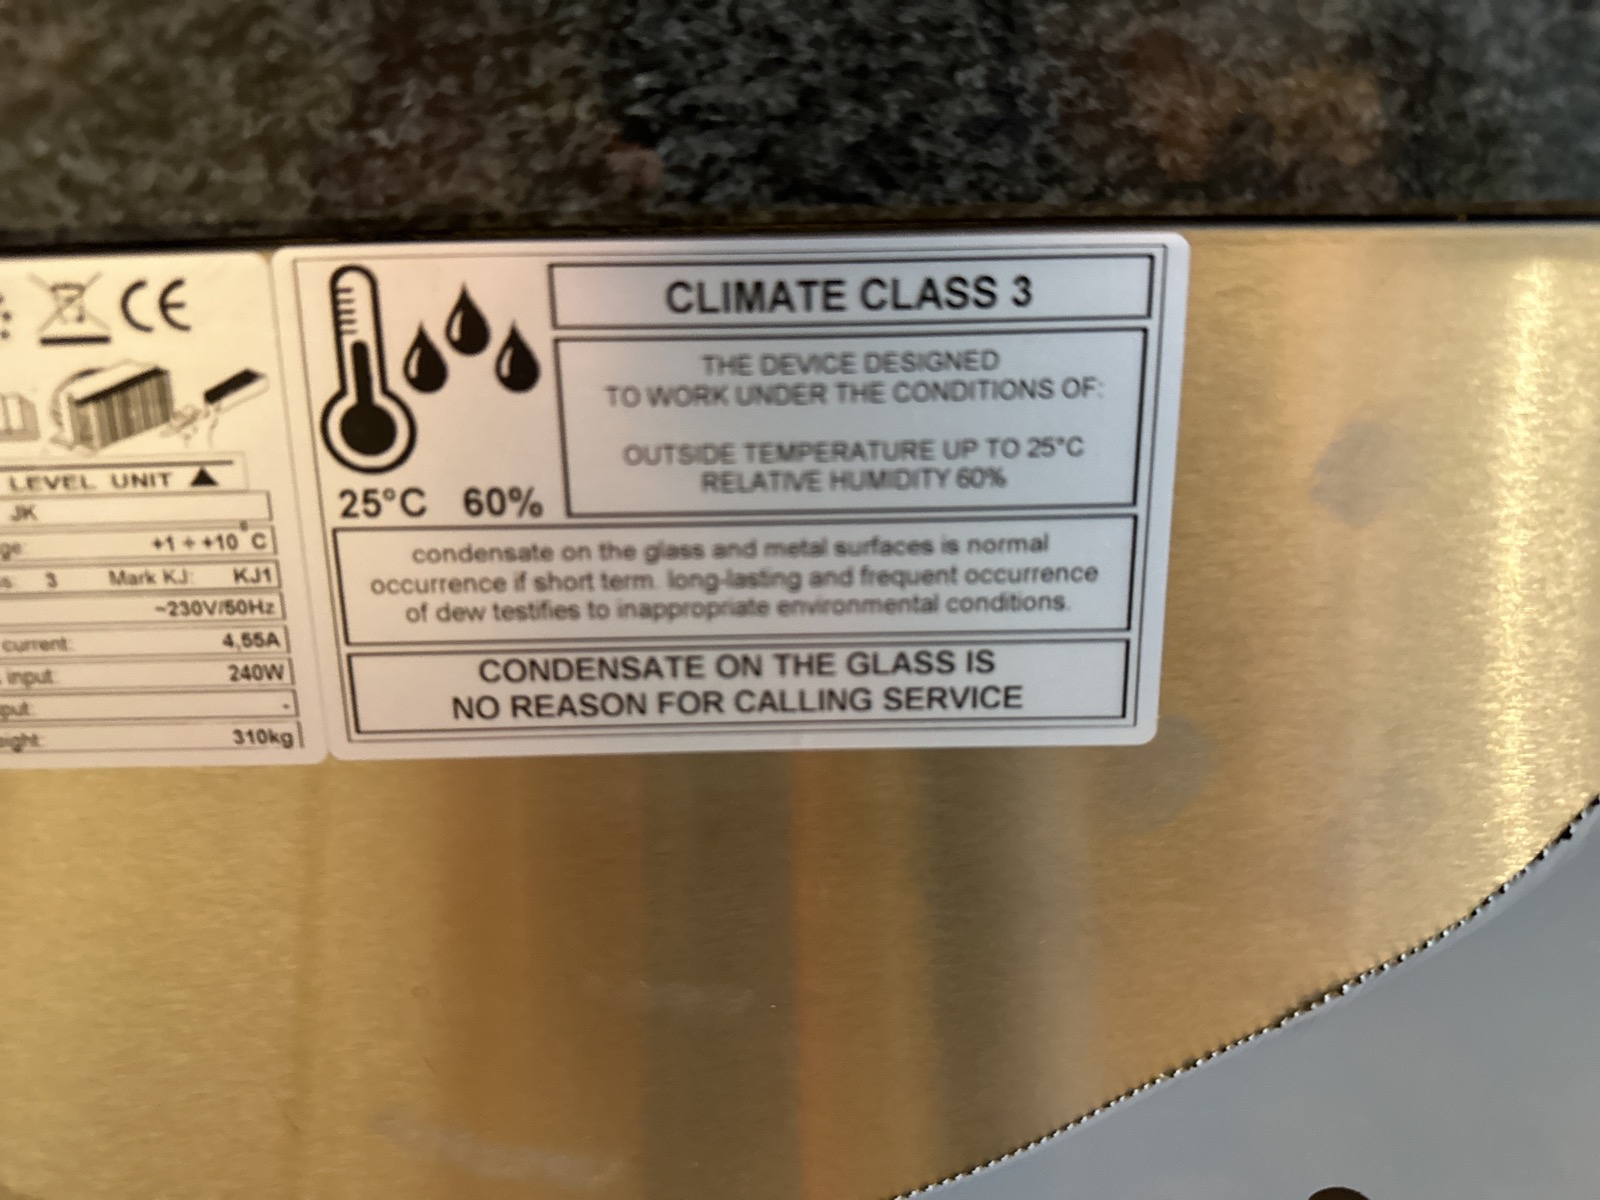 CE
LEVEL UNIT
JK
ge: +1 ÷ +10°C
s: 3 Mark KJ: KJ1
~230V/50Hz
current: 4,55A
input: 240W
put: -
eight: 310kg
CLIMATE CLASS 3
THE DEVICE DESIGNED
TO WORK UNDER THE CONDITIONS OF:
OUTSIDE TEMPERATURE UP TO 25°C
RELATIVE HUMIDITY 60%
25°C 60%
condensate on the glass and metal surfaces is normal
occurrence if short term. long-lasting and frequent occurrence
of dew testifies to inappropriate environmental conditions.
CONDENSATE ON THE GLASS IS
NO REASON FOR CALLING SERVICE